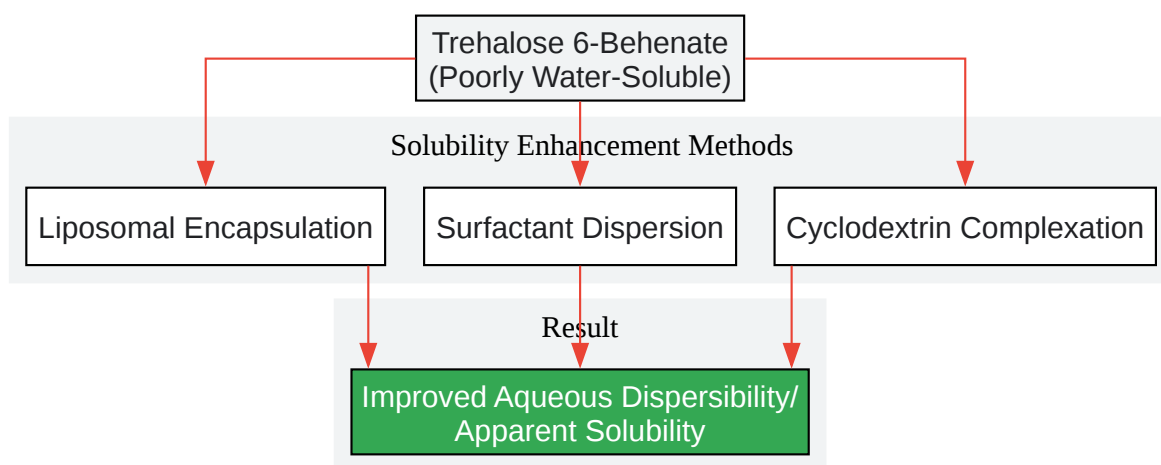 Trehalose 6-Behenate
(Poorly Water-Soluble)
Solubility Enhancement Methods
Liposomal Encapsulation
Surfactant Dispersion
Cyclodextrin Complexation
Result
Improved Aqueous Dispersibility/
Apparent Solubility